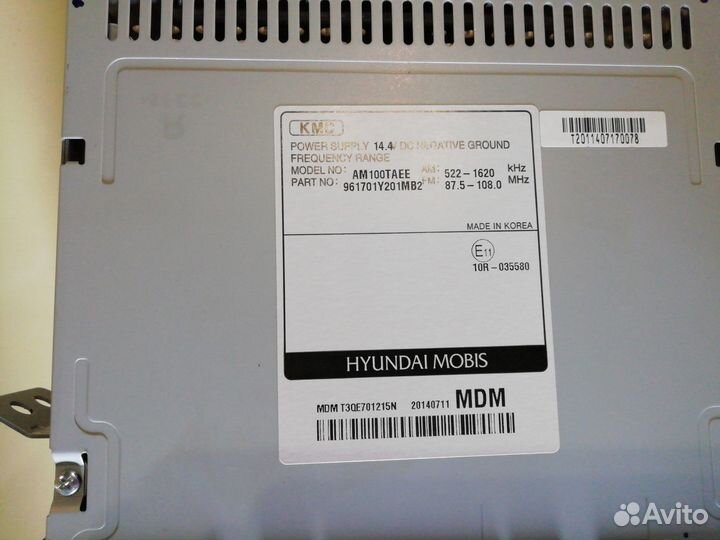 KMC
POWER SUPPLY 14.4V DC NEGATIVE GROUND
FREQUENCY RANGE
MODEL NO: AM100TAEE AM: 522-1620 kHz
PART NO: 961701Y201MB2 FM: 87.5-108.0 MHz
MADE IN KOREA
E11
10R-035580
HYUNDAI MOBIS
MDM T3QE701215N 20140711 MDM
T2011407170078
Avito